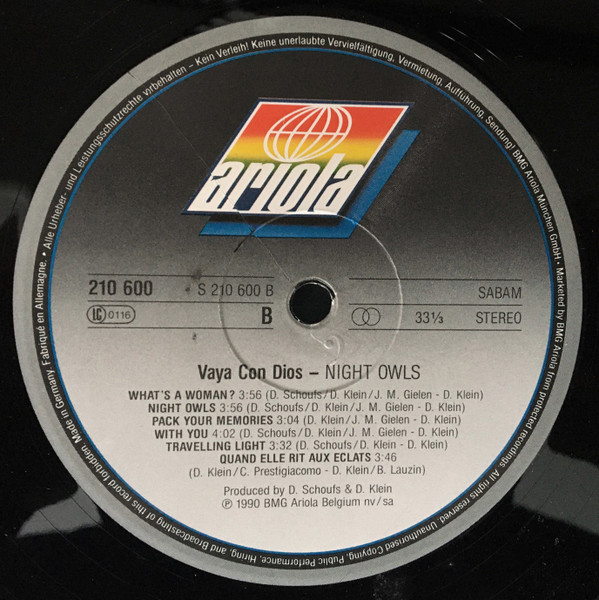 Alle Urheber- und Leistungsschutzrechte vorbehalten – Kein Verleih! Keine unerlaubte Vervielfältigung, Vermietung, Aufführung, Sendung! BMG Ariola München GmbH • Marketed by BMG Ariola from protected recordings. All rights reserved. Unauthorised Copying, Public Performance, Hiring, and Broadcasting of this record forbidden. Made in Germany. Fabriqué en Allemagne. •
ariola
210 600 S 210 600 B SABAM
LC 0116 B 33⅓ STEREO
Vaya Con Dios – NIGHT OWLS
WHAT'S A WOMAN? 3:56 (D. Schoufs/D. Klein/J. M. Gielen - D. Klein)
NIGHT OWLS 3:56 (D. Schoufs/D. Klein/J. M. Gielen - D. Klein)
PACK YOUR MEMORIES 3:04 (D. Klein/J. M. Gielen - D. Klein)
WITH YOU 4:02 (D. Schoufs/D. Klein/J. M. Gielen - D. Klein)
TRAVELLING LIGHT 3:32 (D. Schoufs/D. Klein - D. Klein)
QUAND ELLE RIT AUX ECLATS 3:46
(D. Klein/C. Prestigiacomo - D. Klein/B. Lauzin)
Produced by D. Schoufs & D. Klein
℗ 1990 BMG Ariola Belgium nv/sa